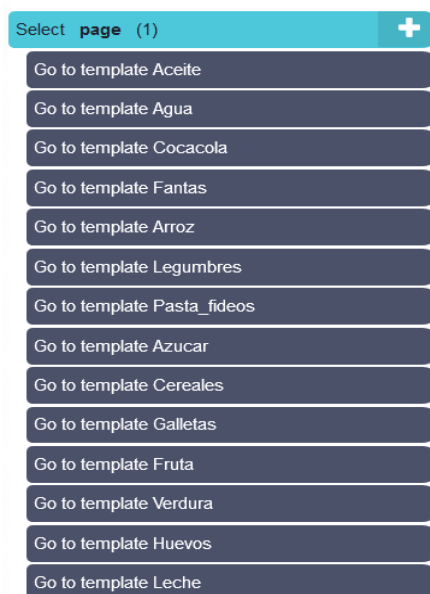 Select page (1)
Go to template Aceite
Go to template Agua
Go to template Cocacola
Go to template Fantas
Go to template Arroz
Go to template Legumbres
Go to template Pasta_fideos
Go to template Azucar
Go to template Cereales
Go to template Galletas
Go to template Fruta
Go to template Verdura
Go to template Huevos
Go to template Leche